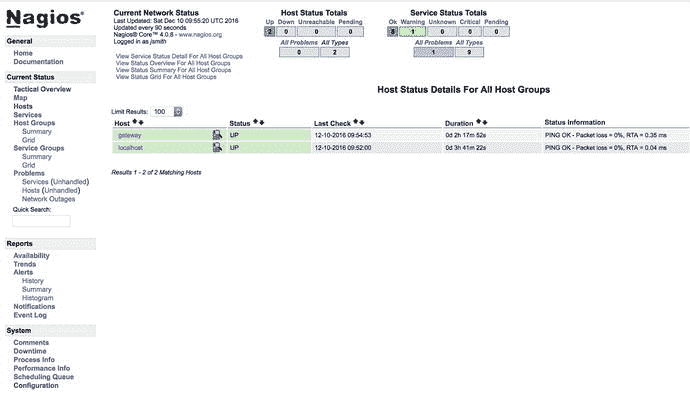 Nagios®
General
Home
Documentation
Current Status
Tactical Overview
Map
Hosts
Services
Host Groups
Summary
Grid
Service Groups
Summary
Grid
Problems
Services (Unhandled)
Hosts (Unhandled)
Network Outages
Quick Search:
Reports
Availability
Trends
Alerts
History
Summary
Histogram
Notifications
Event Log
System
Comments
Downtime
Process Info
Performance Info
Scheduling Queue
Configuration
Current Network Status
Last Updated: Sat Dec 10 09:55:20 UTC 2016
Updated every 90 seconds
Nagios® Core™ 4.0.8 - www.nagios.org
Logged in as jsmith
View Service Status Detail For All Host Groups
View Status Overview For All Host Groups
View Status Summary For All Host Groups
View Status Grid For All Host Groups
Host Status Totals
Up Down Unreachable Pending
2 0 0 0
All Problems All Types
0 2
Service Status Totals
Ok Warning Unknown Critical Pending
8 1 0 0 0
All Problems All Types
1 9
Host Status Details For All Host Groups
Limit Results: 100
Host Status Last Check Duration Status Information
gateway UP 12-10-2016 09:54:53 0d 2h 17m 52s PING OK - Packet loss = 0%, RTA = 0.35 ms
localhost UP 12-10-2016 09:52:00 0d 3h 41m 22s PING OK - Packet loss = 0%, RTA = 0.04 ms
Results 1 - 2 of 2 Matching Hosts